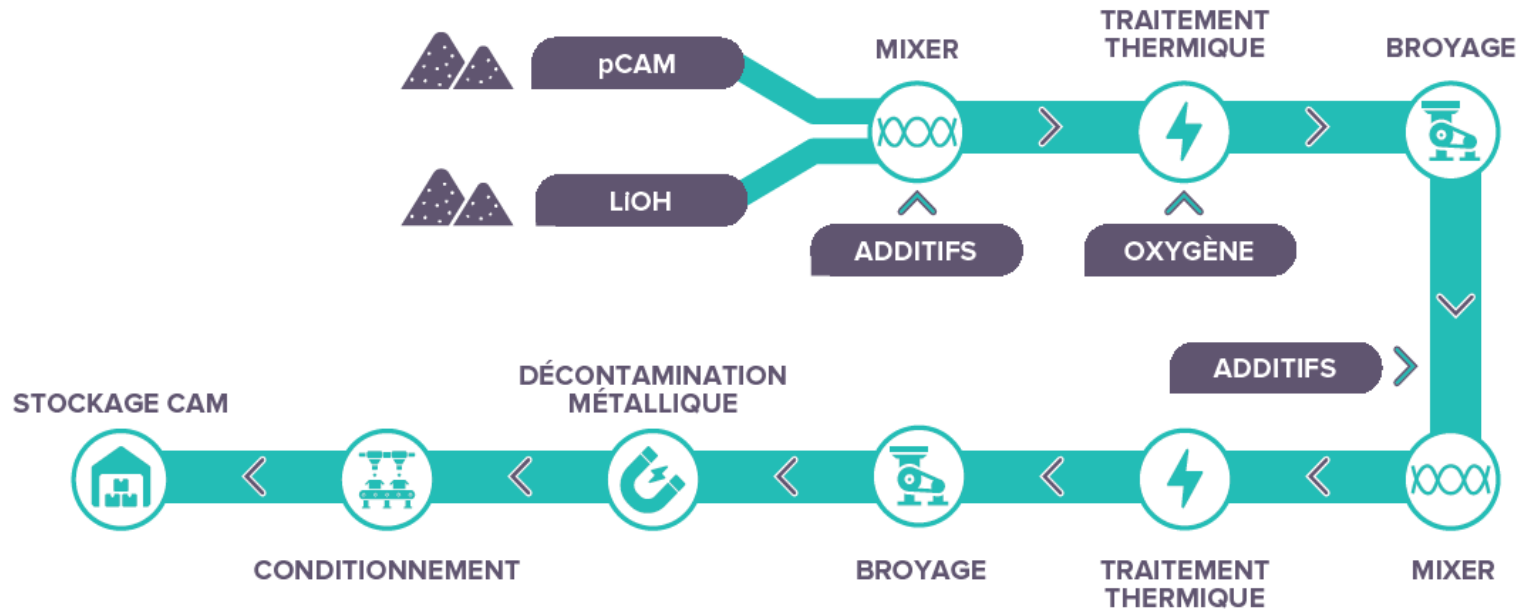 pCAM
LiOH
MIXER
ADDITIFS
TRAITEMENT
THERMIQUE
OXYGÈNE
BROYAGE
ADDITIFS
MIXER
TRAITEMENT
THERMIQUE
BROYAGE
DÉCONTAMINATION
MÉTALLIQUE
CONDITIONNEMENT
STOCKAGE CAM